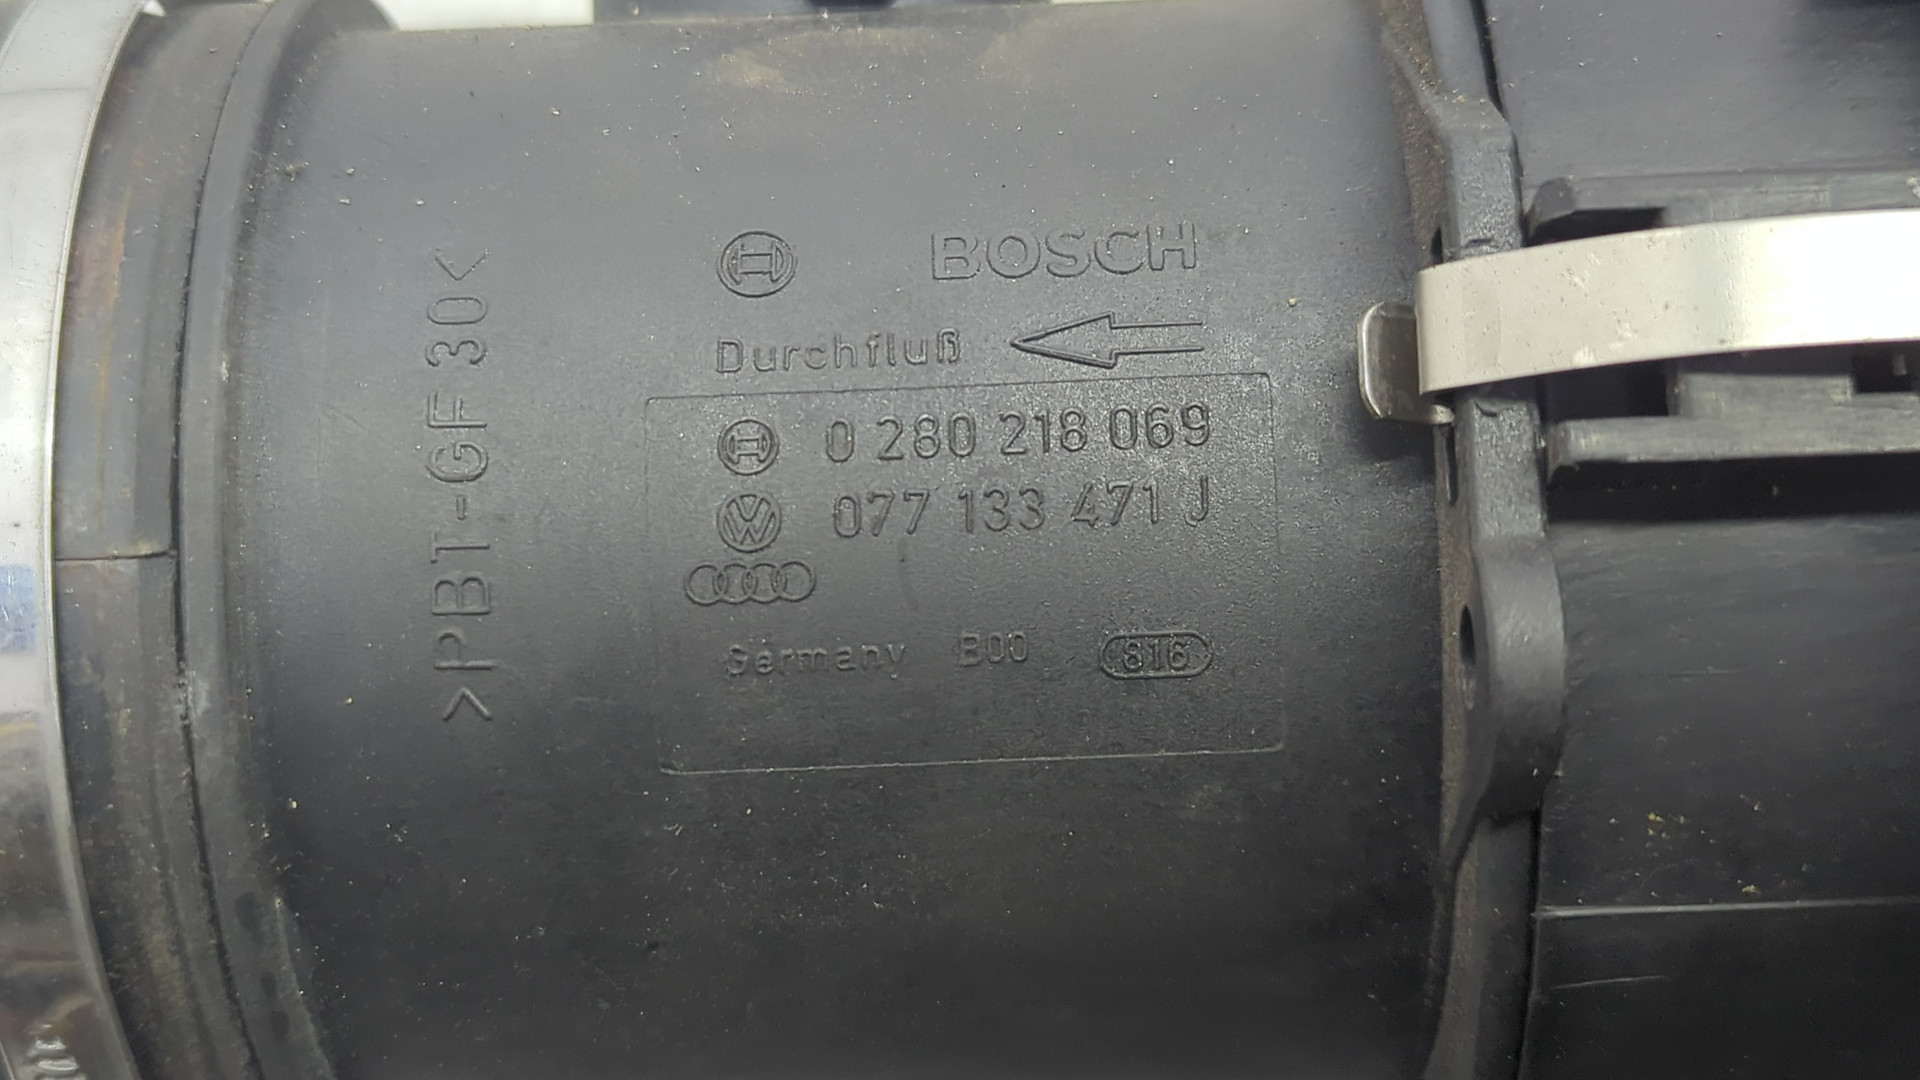 BOSCH
Durchfluß
0 280 218 069
077 133 471 J
Germany B00 816
>PBT-GF 30<